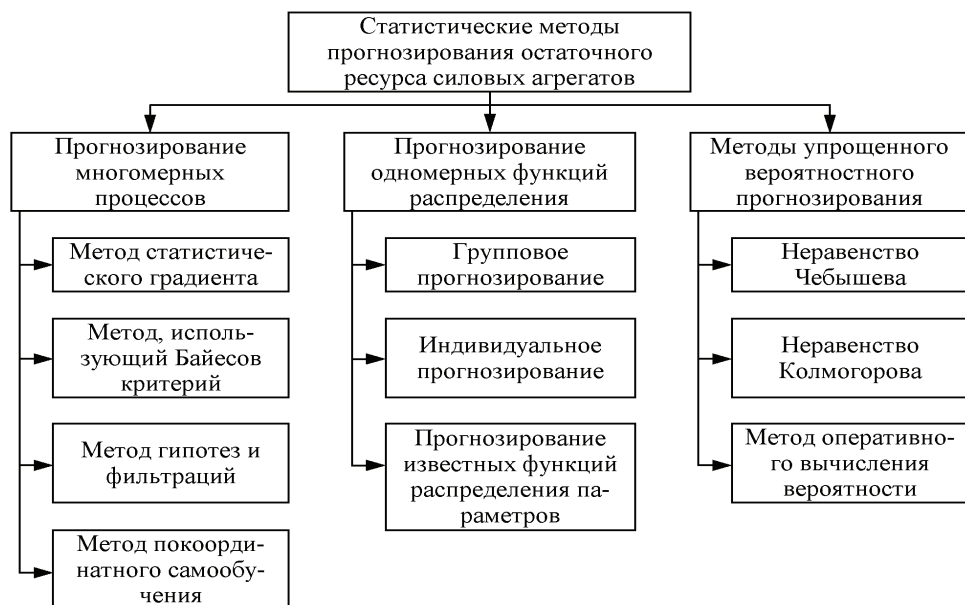 Статистические методы
прогнозирования остаточного
ресурса силовых агрегатов
Прогнозирование
многомерных
процессов
Метод статистиче-
ского градиента
Метод, исполь-
зующий Байесов
критерий
Метод гипотез и
фильтраций
Метод покоорди-
натного самообу-
чения
Прогнозирование
одномерных функций
распределения
Групповое
прогнозирование
Индивидуальное
прогнозирование
Прогнозирование
известных функций
распределения па-
раметров
Методы упрощенного
вероятностного
прогнозирования
Неравенство
Чебышева
Неравенство
Колмогорова
Метод оперативно-
го вычисления
вероятности